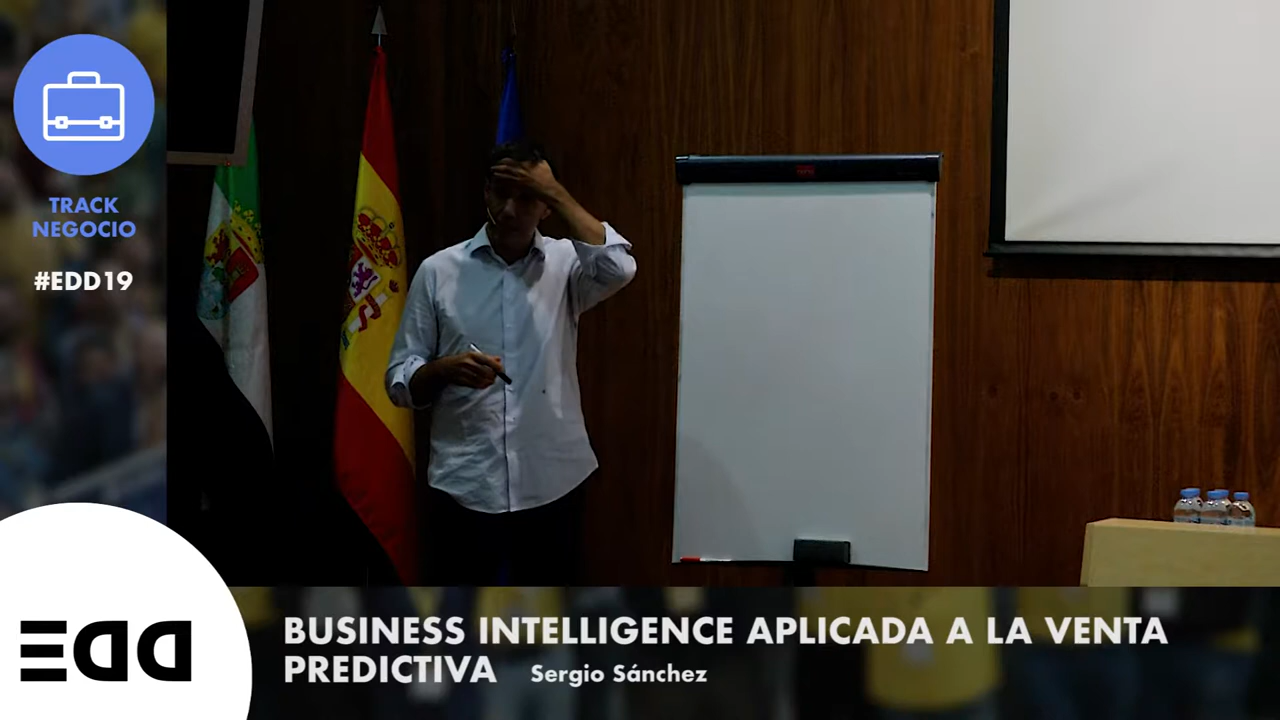 TRACK
NEGOCIO
#EDD19
EDD
BUSINESS INTELLIGENCE APLICADA A LA VENTA
PREDICTIVA Sergio Sánchez